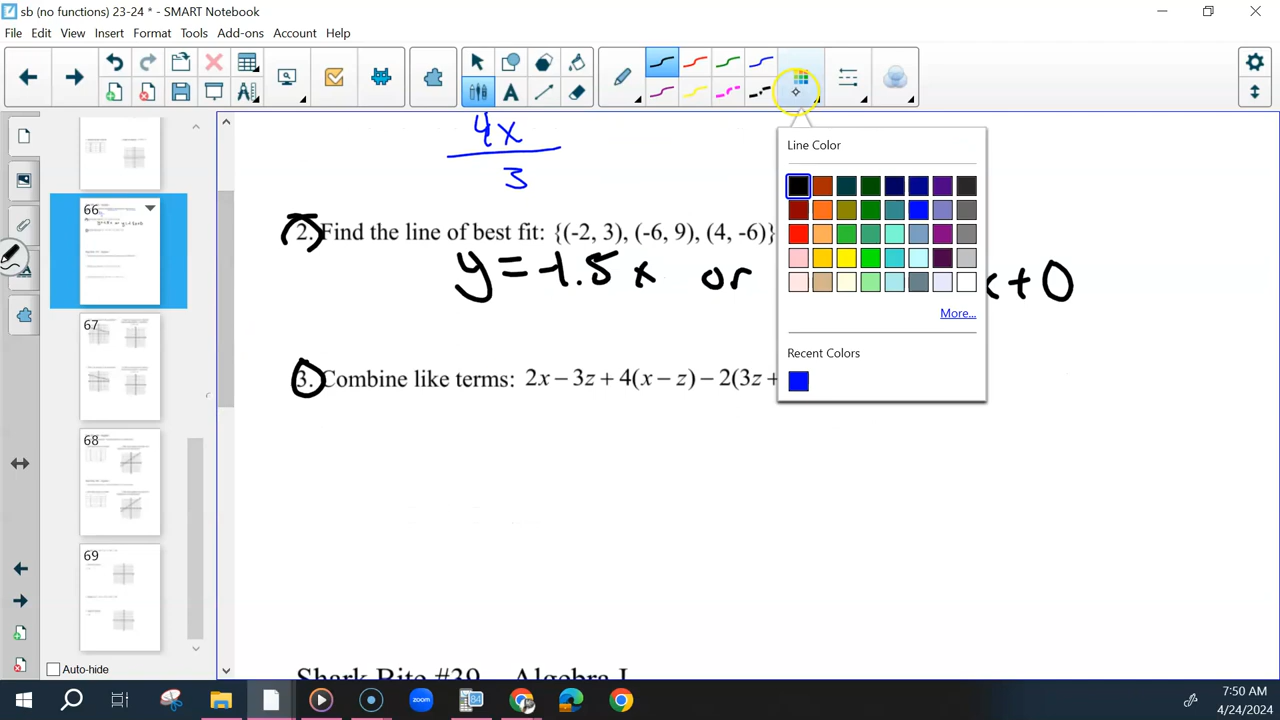 sb (no functions) 23-24 * - SMART Notebook
File Edit View Insert Format Tools Add-ons Account Help
4x
3
Line Color
66
2. Find the line of best fit: {(-2, 3), (-6, 9), (4, -6)}
y = -1.5x or x + 0
More...
67
Recent Colors
3. Combine like terms: 2x − 3z + 4(x − z) − 2(3z +
68
69
Auto-hide
Shark Bite #39 Algebra I
zoom
7:50 AM
4/24/2024